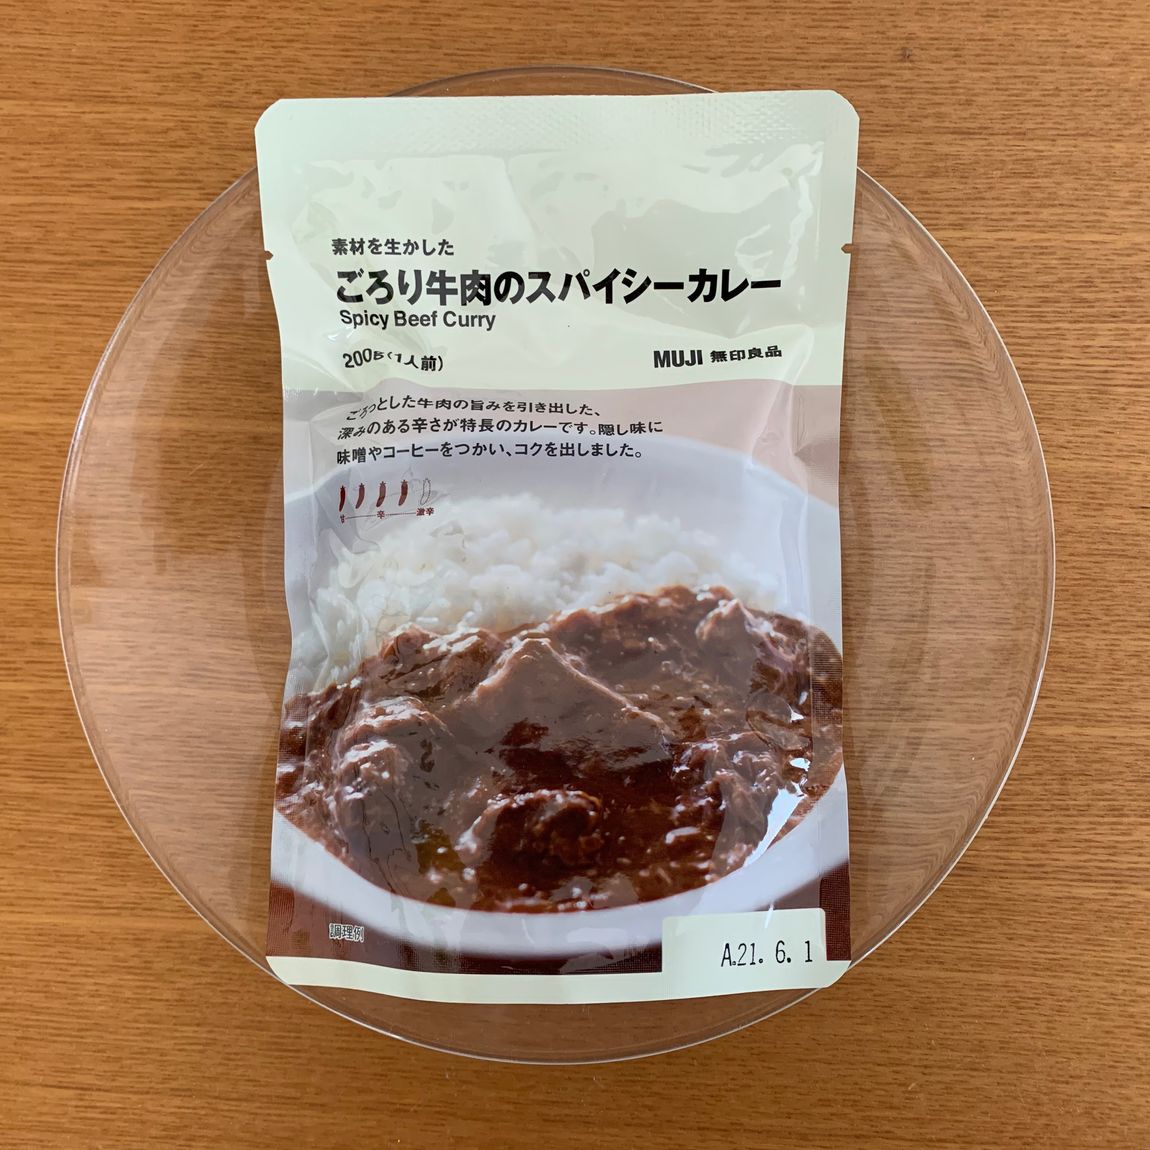 素材を生かした
ごろり牛肉のスパイシーカレー
Spicy Beef Curry
200g(1人前)
MUJI 無印良品
ごろっとした牛肉の旨みを引き出した、
深みのある辛さが特長のカレーです。隠し味に
味噌やコーヒーをつかい、コクを出しました。
甘 辛 激辛
調理例
A.21. 6. 1